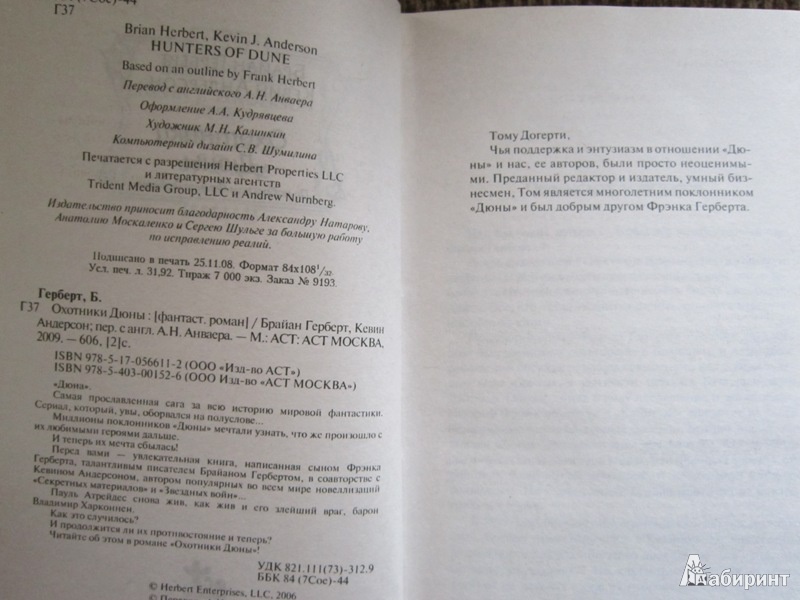 (7Сое)-44
Г37
Brian Herbert, Kevin J. Anderson
HUNTERS OF DUNE
Based on an outline by Frank Herbert
Перевод с английского А.Н. Анваера
Оформление А.А. Кудрявцева
Художник М.Н. Калинкин
Компьютерный дизайн С.В. Шумилина
Печатается с разрешения Herbert Properties LLC
и литературных агентств
Trident Media Group, LLC и Andrew Nurnberg.
Издательство приносит благодарность Александру Натарову,
Анатолию Москаленко и Сергею Шульге за большую работу
по исправлению реалий.
Подписано в печать 25.11.08. Формат 84х108 1/32.
Усл. печ. л. 31,92. Тираж 7 000 экз. Заказ № 9193.
Герберт, Б.
Г37 Охотники Дюны : [фантаст. роман] / Брайан Герберт, Кевин
Андерсон; пер. с англ. А.Н. Анваера. — М.: АСТ: АСТ МОСКВА,
2009. — 606, [2]с.
ISBN 978-5-17-056611-2 (ООО «Изд-во АСТ»)
ISBN 978-5-403-00152-6 (ООО Изд-во «АСТ МОСКВА»)
«Дюна».
Самая прославленная сага за всю историю мировой фантастики.
Сериал, который, увы, оборвался на полуслове...
Миллионы поклонников «Дюны» мечтали узнать, что же произошло с
их любимыми героями дальше.
И теперь их мечта сбылась!
Перед вами — увлекательная книга, написанная сыном Фрэнка
Герберта, талантливым писателем Брайаном Гербертом, в соавторстве с
Кевином Андерсоном, автором популярных во всем мире новеллизаций
«Секретных материалов» и «Звездных войн»...
Пауль Атрейдес снова жив, как жив и его злейший враг, барон
Владимир Харконнен.
Как это случилось?
И продолжится ли их противостояние и теперь?
Читайте об этом в романе «Охотники Дюны»!
УДК 821.111(73)-312.9
ББК 84 (7Сое)-44
© Herbert Enterprises, LLC, 2006
Тому Догерти,
Чья поддержка и энтузиазм в отношении «Дю-
ны» и нас, ее авторов, были просто неоценимы-
ми. Преданный редактор и издатель, умный биз-
несмен, Том является многолетним поклонником
«Дюны» и был добрым другом Фрэнка Герберта.
Лабиринт